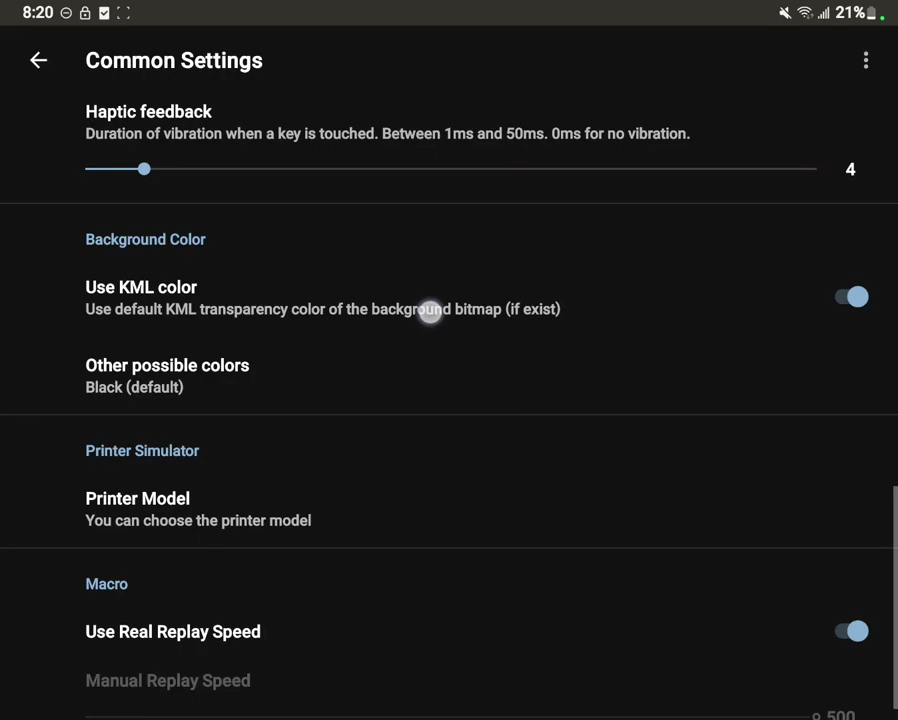 8:20
21%
Common Settings
Haptic feedback
Duration of vibration when a key is touched. Between 1ms and 50ms. 0ms for no vibration.
4
Background Color
Use KML color
Use default KML transparency color of the background bitmap (if exist)
Other possible colors
Black (default)
Printer Simulator
Printer Model
You can choose the printer model
Macro
Use Real Replay Speed
Manual Replay Speed
500